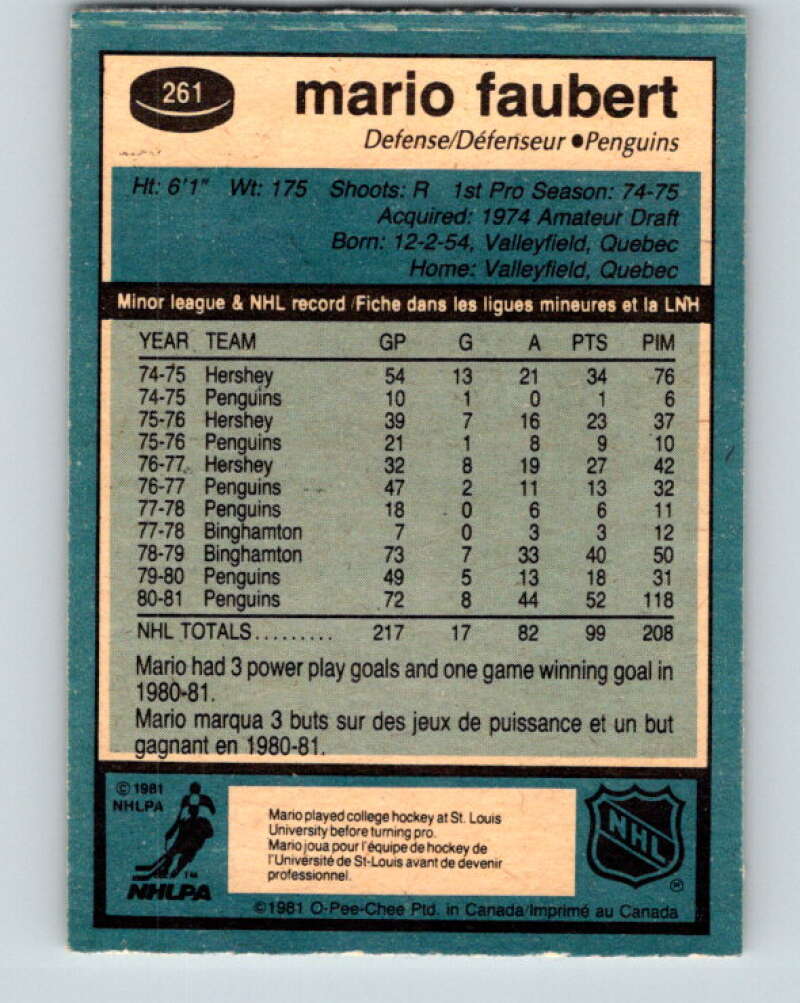 261
mario faubert
Defense/Défenseur ●Penguins
Ht: 6'1" Wt: 175 Shoots: R 1st Pro Season: 74-75
Acquired: 1974 Amateur Draft
Born: 12-2-54, Valleyfield, Quebec
Home: Valleyfield, Quebec
Minor league & NHL record/Fiche dans les ligues mineures et la LNH
YEAR TEAM GP G A PTS PIM
74-75 Hershey 54 13 21 34 76
74-75 Penguins 10 1 0 1 6
75-76 Hershey 39 7 16 23 37
75-76 Penguins 21 1 8 9 10
76-77 Hershey 32 8 19 27 42
76-77 Penguins 47 2 11 13 32
77-78 Penguins 18 0 6 6 11
77-78 Binghamton 7 0 3 3 12
78-79 Binghamton 73 7 33 40 50
79-80 Penguins 49 5 13 18 31
80-81 Penguins 72 8 44 52 118
NHL TOTALS......... 217 17 82 99 208
Mario had 3 power play goals and one game winning goal in
1980-81.
Mario marqua 3 buts sur des jeux de puissance et un but
gagnant en 1980-81.
© 1981
NHLPA
TM
NHLPA
Mario played college hockey at St. Louis
University before turning pro.
Mario joua pour l'équipe de hockey de
l'Université de St-Louis avant de devenir
professionnel.
NHL
®
©1981 O-Pee-Chee Ptd. in Canada/Imprimé au Canada